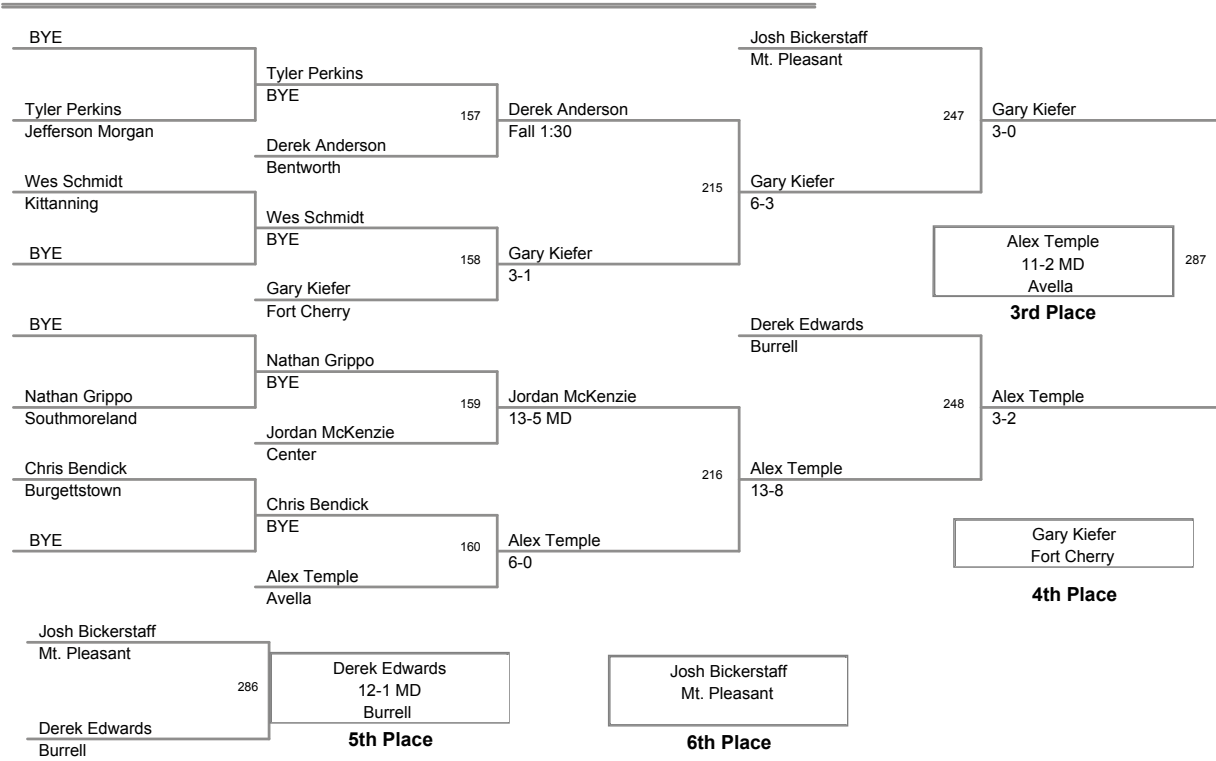 BYE
Tyler Perkins
Jefferson Morgan
Wes Schmidt
Kittanning
BYE
BYE
Nathan Grippo
Southmoreland
Chris Bendick
Burgettstown
BYE
Tyler Perkins
BYE
157
Derek Anderson
Bentworth
Wes Schmidt
BYE
158
Gary Kiefer
Fort Cherry
Nathan Grippo
BYE
159
Jordan McKenzie
Center
Chris Bendick
BYE
160
Alex Temple
Avella
Derek Anderson
Fall 1:30
215
Gary Kiefer
3-1
Jordan McKenzie
13-5 MD
216
Alex Temple
6-0
Josh Bickerstaff
Mt. Pleasant
247
Gary Kiefer
6-3
Derek Edwards
Burrell
248
Alex Temple
13-8
Gary Kiefer
3-0
Alex Temple
11-2 MD
Avella
287
3rd Place
Alex Temple
3-2
Gary Kiefer
Fort Cherry
4th Place
Josh Bickerstaff
Mt. Pleasant
286
Derek Edwards
Burrell
Derek Edwards
12-1 MD
Burrell
5th Place
Josh Bickerstaff
Mt. Pleasant
6th Place